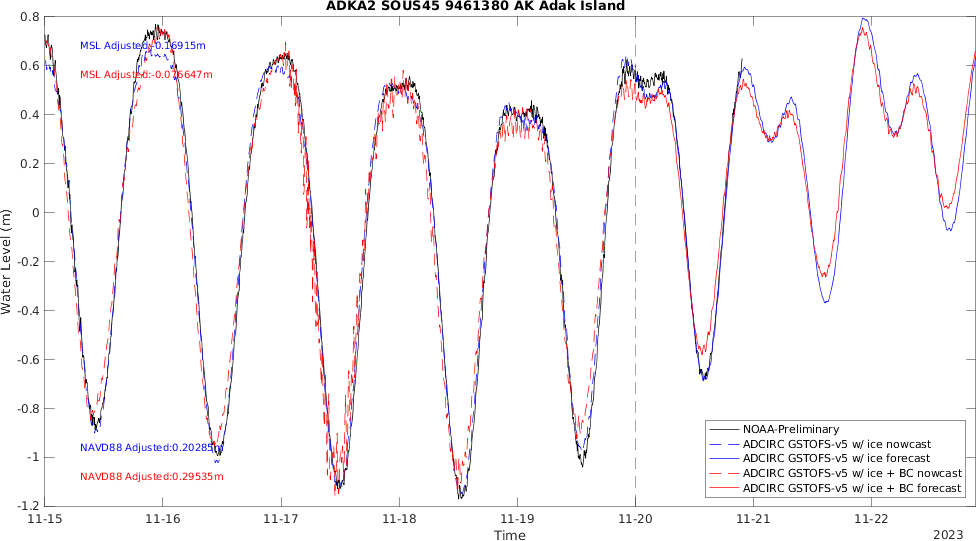 ADKA2 SOUS45 9461380 AK Adak Island
MSL Adjusted:-0.16915m
MSL Adjusted:-0.076647m
NAVD88 Adjusted:0.20285m
NAVD88 Adjusted:0.29535m
Water Level (m)
0.8
0.6
0.4
0.2
0
-0.2
-0.4
-0.6
-0.8
-1
-1.2
11-15
11-16
11-17
11-18
11-19
11-20
11-21
11-22
Time
2023
NOAA-Preliminary
ADCIRC GSTOFS-v5 w/ ice nowcast
ADCIRC GSTOFS-v5 w/ ice forecast
ADCIRC GSTOFS-v5 w/ ice + BC nowcast
ADCIRC GSTOFS-v5 w/ ice + BC forecast